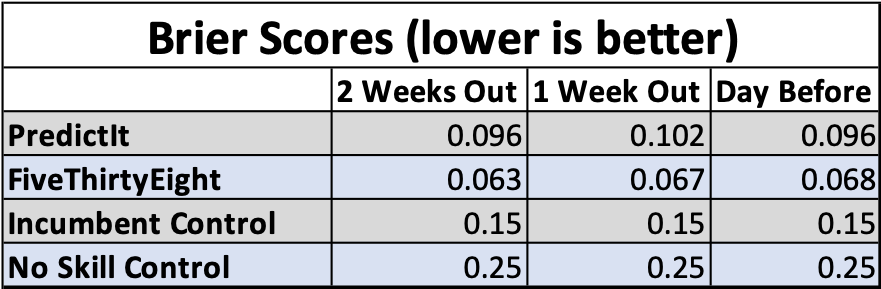 Brier Scores (lower is better)
2 Weeks Out 1 Week Out Day Before
PredictIt 0.096 0.102 0.096
FiveThirtyEight 0.063 0.067 0.068
Incumbent Control 0.15 0.15 0.15
No Skill Control 0.25 0.25 0.25